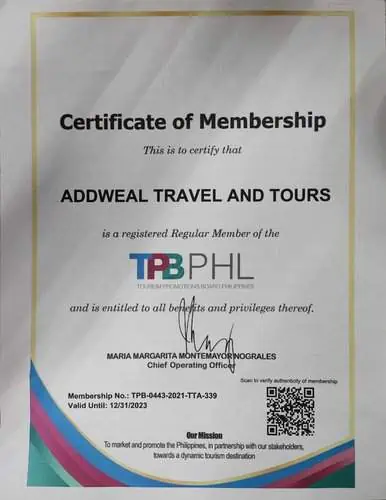 Certificate of Membership
This is to certify that
ADDWEAL TRAVEL AND TOURS
is a registered Regular Member of the
TPBPHL
TOURISM PROMOTIONS BOARD PHILIPPINES
and is entitled to all benefits and privileges thereof.
MARIA MARGARITA MONTEMAYOR NOGRALES
Chief Operating Officer
Scan to verify authenticity of membership
Membership No.: TPB-0443-2021-TTA-339
Valid Until: 12/31/2023
Our Mission
To market and promote the Philippines, in partnership with our stakeholders,
towards a dynamic tourism destination